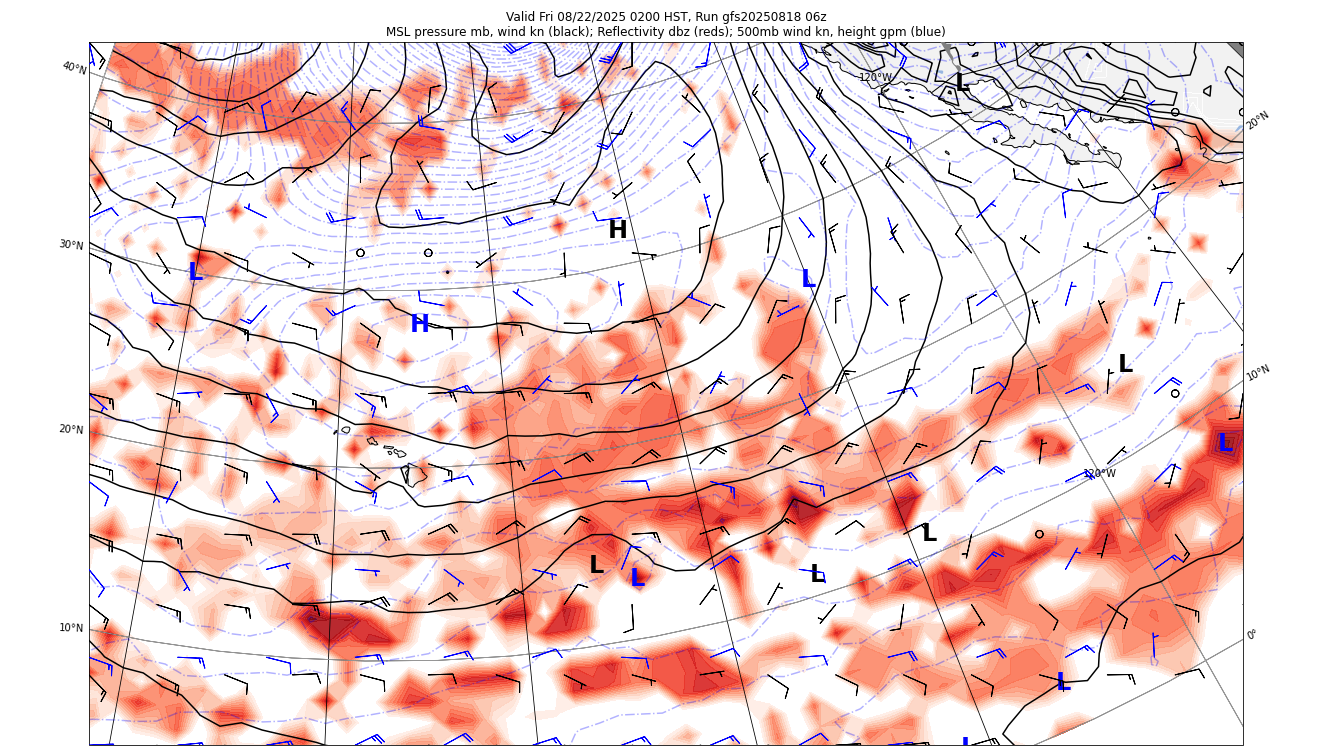 Valid Fri 08/22/2025 0200 HST, Run gfs20250818 06z
MSL pressure mb, wind kn (black); Reflectivity dbz (reds); 500mb wind kn, height gpm (blue)
40°N
120°W
L
20°N
H
30°N
L
L
H
L
10°N
20°N
L
120°W
L
L
L
L
10°N
0°
L
L